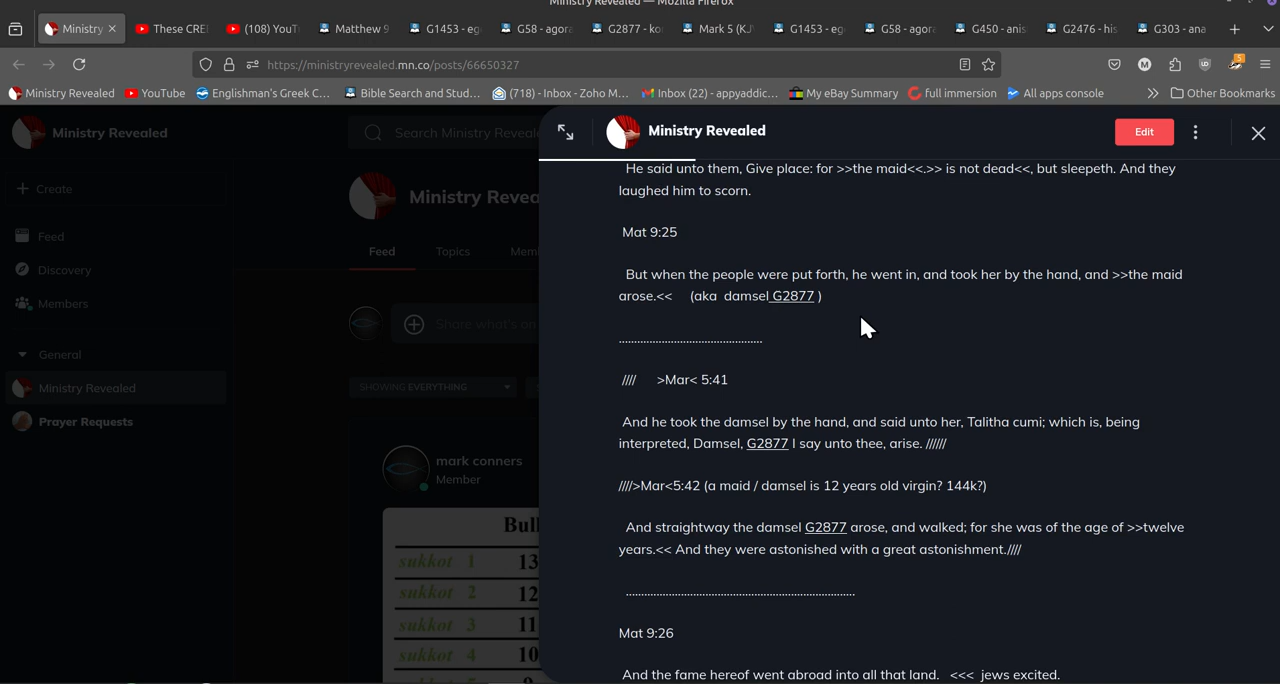 Ministry Revealed — Mozilla Firefox
Ministry
These CREI
(108) YouT
Matthew 9
G1453 - eg
G58 - agora
G2877 - ko
Mark 5 (KJV
G1453 - eg
G58 - agora
G450 - anis
G2476 - his
G303 - ana
https://ministryrevealed.mn.co/posts/66650327
M
5
Ministry Revealed
YouTube
Englishman's Greek C...
Bible Search and Stud...
(718) - Inbox - Zoho M...
Inbox (22) - appyaddic...
My eBay Summary
full immersion
All apps console
Other Bookmarks
Ministry Revealed
Search Ministry Reveale
Create
Feed
Discovery
Members
General
Ministry Revealed
Prayer Requests
Ministry Revea
Feed
Topics
Mem
Share what's on
SHOWING EVERYTHING
mark conners
Member
Bull
sukkot 1 13
sukkot 2 12
sukkot 3 11
sukkot 4 10
Ministry Revealed
Edit
He said unto them, Give place: for >>the maid<<.>> is not dead<<, but sleepeth. And they
laughed him to scorn.
Mat 9:25
But when the people were put forth, he went in, and took her by the hand, and >>the maid
arose.<< (aka damsel G2877 )
...............................................
//// >Mar< 5:41
And he took the damsel by the hand, and said unto her, Talitha cumi; which is, being
interpreted, Damsel, G2877 I say unto thee, arise. //////
////>Mar<5:42 (a maid / damsel is 12 years old virgin? 144k?)
And straightway the damsel G2877 arose, and walked; for she was of the age of >>twelve
years.<< And they were astonished with a great astonishment.////
...........................................................................
Mat 9:26
And the fame hereof went abroad into all that land. <<< jews excited.